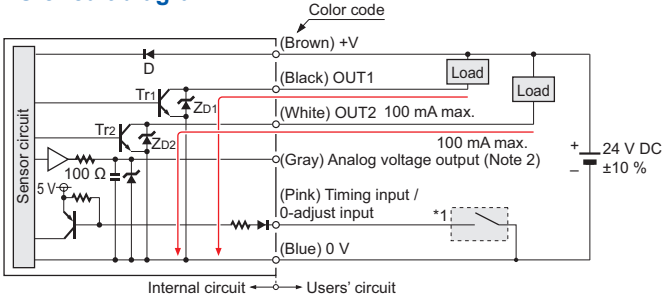 Color code
(Brown) +V
D
(Black) OUT1
Load
Load
Tr1
ZD1
(White) OUT2 100 mA max.
Tr2
ZD2
100 mA max.
Sensor circuit
(Gray) Analog voltage output (Note 2)
+
−
24 V DC
±10 %
100 Ω
5 V
(Pink) Timing input /
0-adjust input
*1
(Blue) 0 V
Internal circuit
Users' circuit